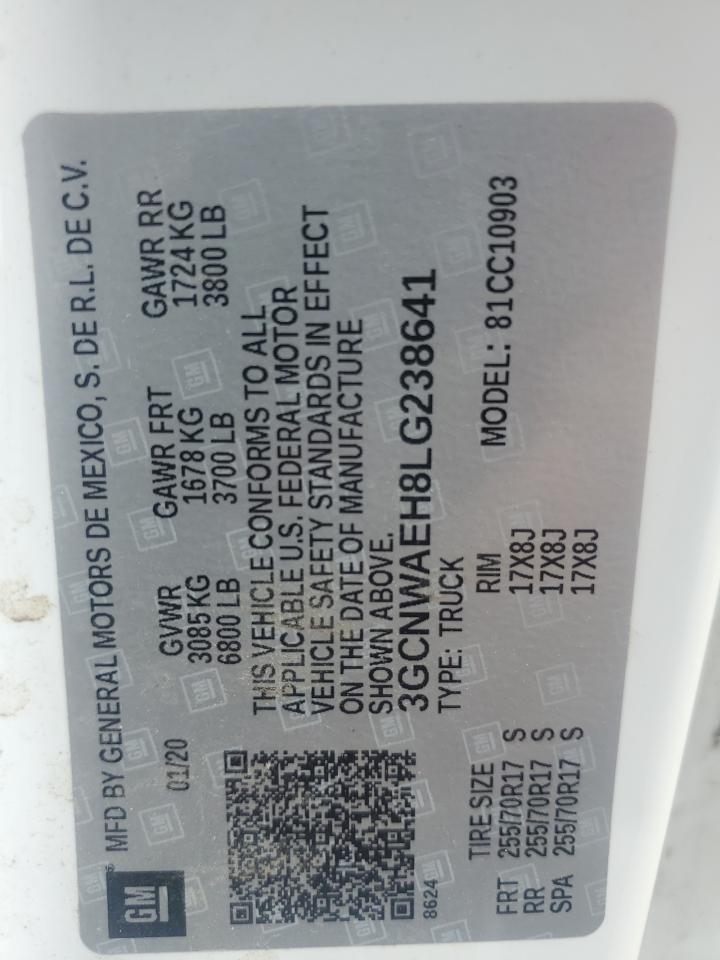 GM
MFD BY GENERAL MOTORS DE MEXICO, S. DE R.L. DE C.V.
01/20 GVWR GAWR FRT GAWR RR
3085 KG 1678 KG 1724 KG
6800 LB 3700 LB 3800 LB
THIS VEHICLE CONFORMS TO ALL
APPLICABLE U.S. FEDERAL MOTOR
VEHICLE SAFETY STANDARDS IN EFFECT
ON THE DATE OF MANUFACTURE
SHOWN ABOVE.
3GCNWAEH8LG238641
8624 TYPE: TRUCK
TIRE SIZE RIM MODEL: 81CC10903
FRT 255/70R17 S 17X8J
RR 255/70R17 S 17X8J
SPA 255/70R17 S 17X8J